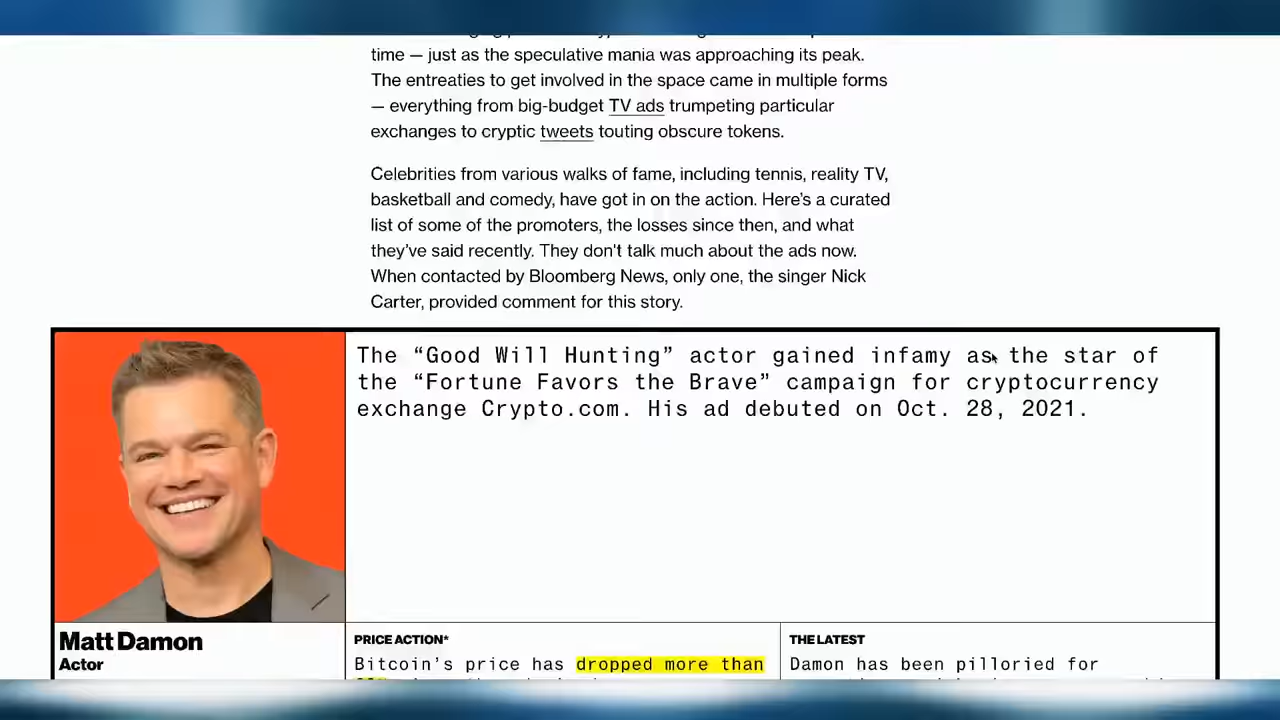 time — just as the speculative mania was approaching its peak.
The entreaties to get involved in the space came in multiple forms
— everything from big-budget TV ads trumpeting particular
exchanges to cryptic tweets touting obscure tokens.
Celebrities from various walks of fame, including tennis, reality TV,
basketball and comedy, have got in on the action. Here’s a curated
list of some of the promoters, the losses since then, and what
they’ve said recently. They don't talk much about the ads now.
When contacted by Bloomberg News, only one, the singer Nick
Carter, provided comment for this story.
The “Good Will Hunting” actor gained infamy as the star of
the “Fortune Favors the Brave” campaign for cryptocurrency
exchange Crypto.com. His ad debuted on Oct. 28, 2021.
Matt Damon
Actor
PRICE ACTION*
Bitcoin’s price has dropped more than
THE LATEST
Damon has been pilloried for